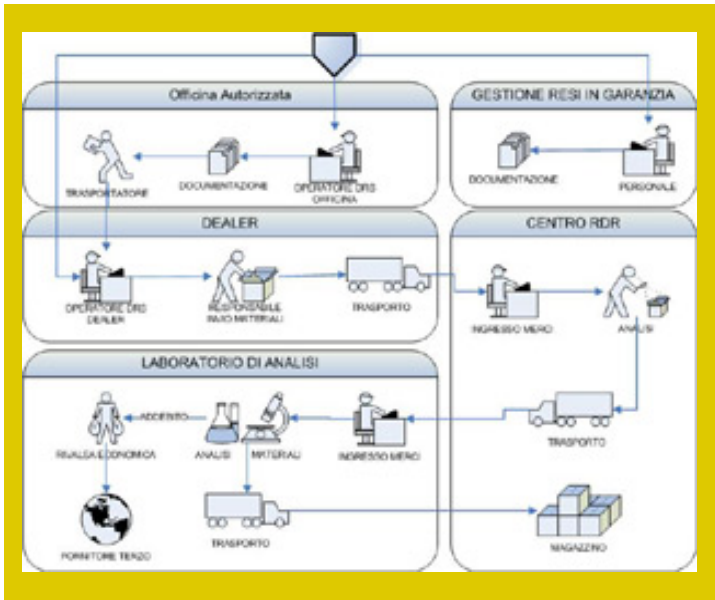 Officina Autorizzata
GESTIONE RESI IN GARANZIA
TRASPORTATORE
DOCUMENTAZIONE
OPERATORE DRS
OFFICINA
DOCUMENTAZIONE
PERSONALE
DEALER
CENTRO RDR
OPERATORE DRS
DEALER
RESPONSABILE
MATERIALI
TRASPORTO
INGRESSO MERCI
ANALISI
LABORATORIO DI ANALISI
ADDEBITO
RIVALSA ECONOMICA
ANALISI
MATERIALI
INGRESSO MERCI
TRASPORTO
FORNITORE TERZO
TRASPORTO
MAGAZZINO